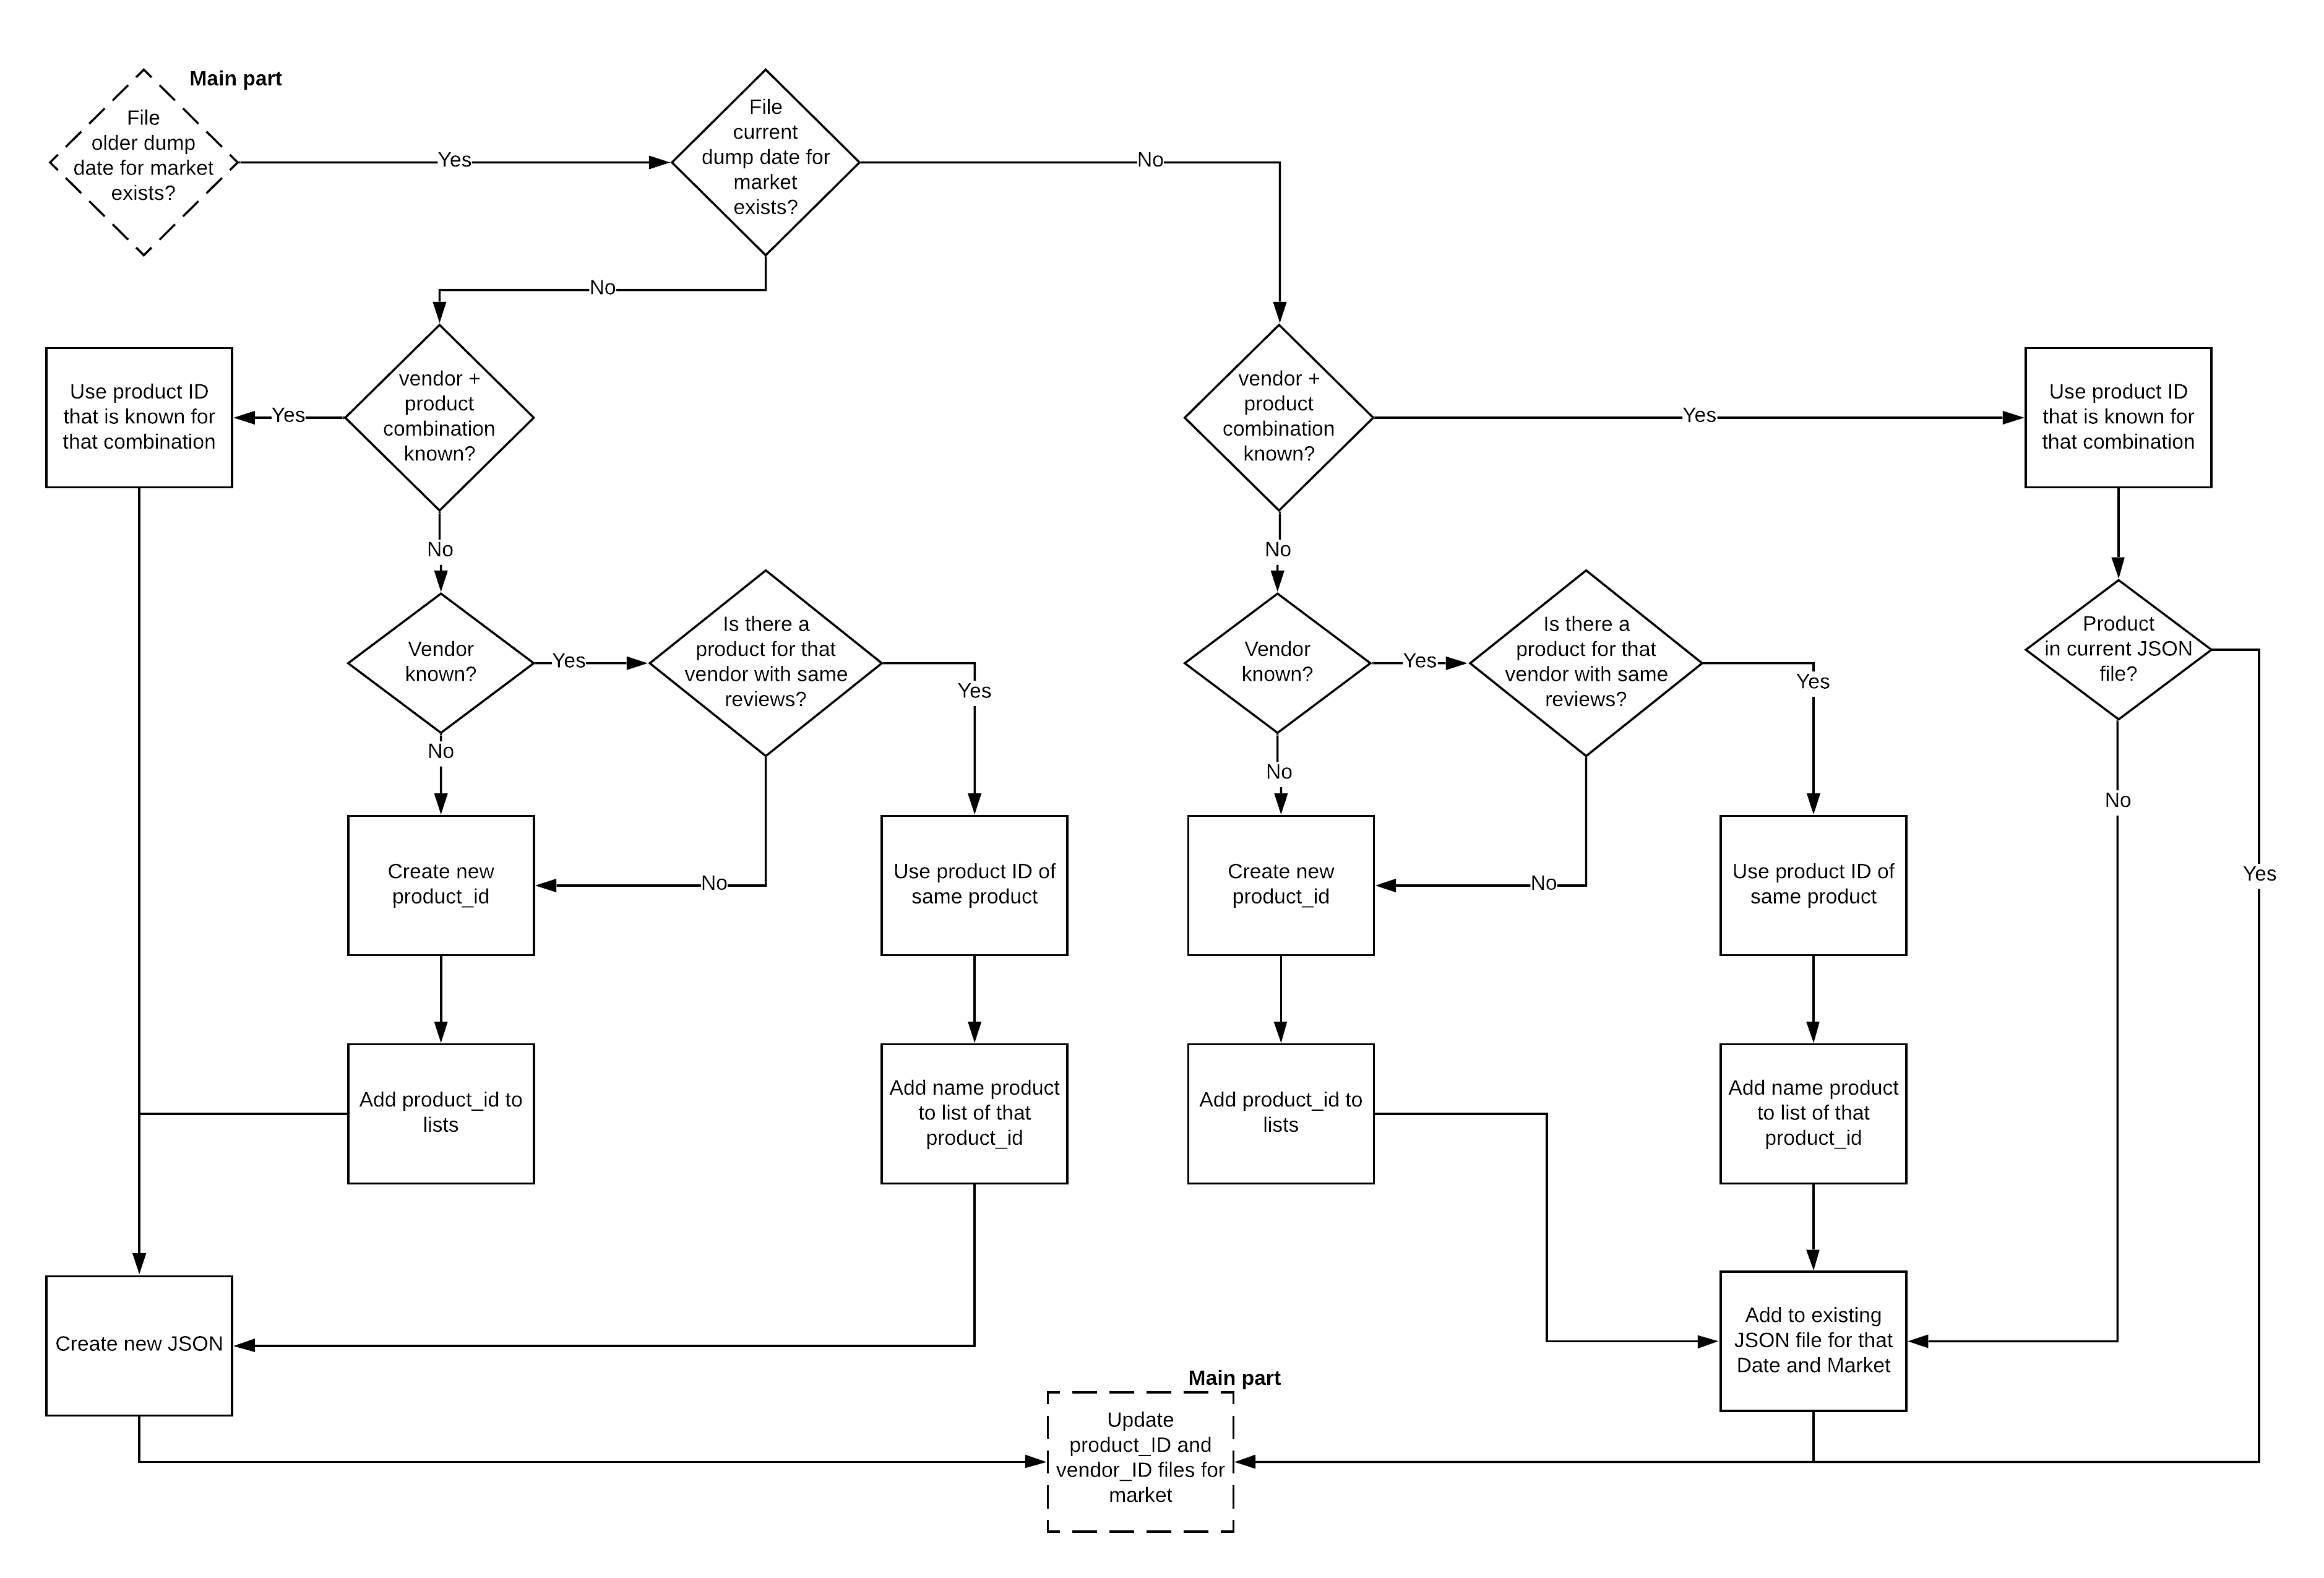 Main part
File
older dump
date for market
exists?
Yes
File
current
dump date for
market
exists?
No
No
Use product ID
that is known for
that combination
Yes
vendor +
product
combination
known?
vendor +
product
combination
known?
Yes
Use product ID
that is known for
that combination
No
No
Vendor
known?
Yes
Is there a
product for that
vendor with same
reviews?
Yes
Vendor
known?
Yes
Is there a
product for that
vendor with same
reviews?
Yes
Product
in current JSON
file?
No
No
No
Yes
Create new
product_id
No
Use product ID of
same product
Create new
product_id
No
Use product ID of
same product
Add product_id to
lists
Add name product
to list of that
product_id
Add product_id to
lists
Add name product
to list of that
product_id
Create new JSON
Add to existing
JSON file for that
Date and Market
Main part
Update
product_ID and
vendor_ID files for
market